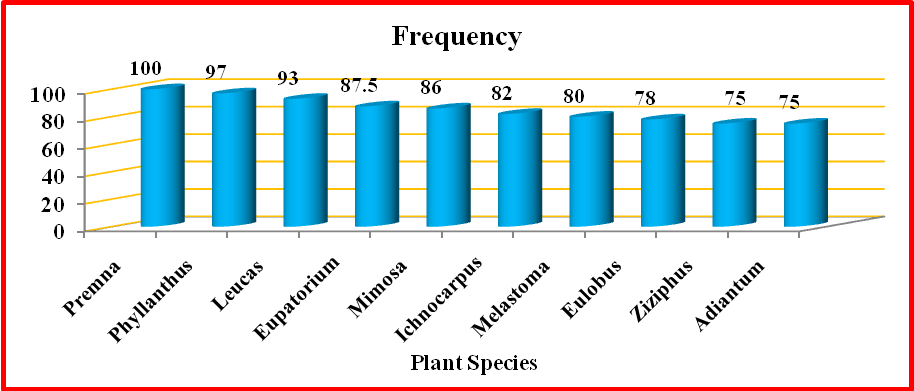 Frequency
100 97 93 87.5 86 82 80 78 75 75
100
80
60
40
20
0
Premna
Phyllanthus
Leucas
Eupatorium
Mimosa
Ichnocarpus
Melastoma
Eulobus
Ziziphus
Adiantum
Plant Species